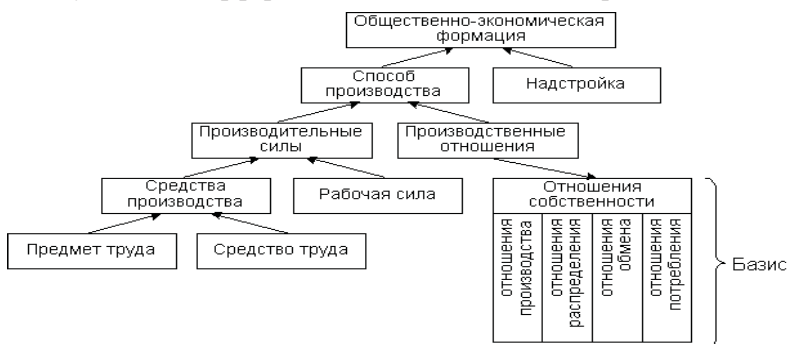 Общественно-экономическая
формация
Способ
производства
Надстройка
Производительные
силы
Производственные
отношения
Средства
производства
Рабочая сила
Отношения
собственности
Предмет труда
Средство труда
отношения
производства
отношения
распределения
отношения
обмена
отношения
потребления
Базис